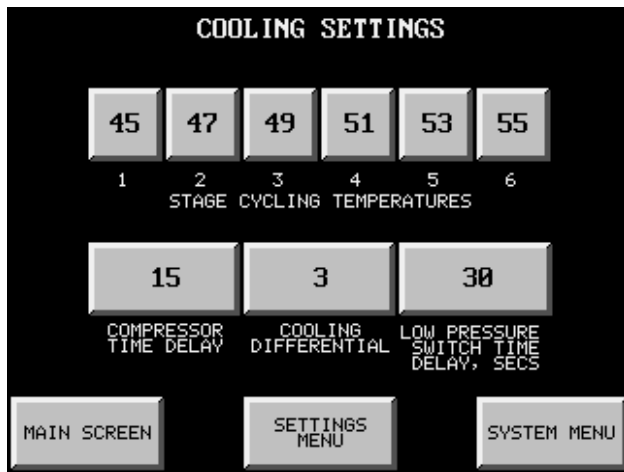 COOLING SETTINGS
45 47 49 51 53 55
1 2 3 4 5 6
STAGE CYCLING TEMPERATURES
15 3 30
COMPRESSOR TIME DELAY
COOLING DIFFERENTIAL
LOW PRESSURE SWITCH TIME DELAY, SECS
MAIN SCREEN
SETTINGS MENU
SYSTEM MENU